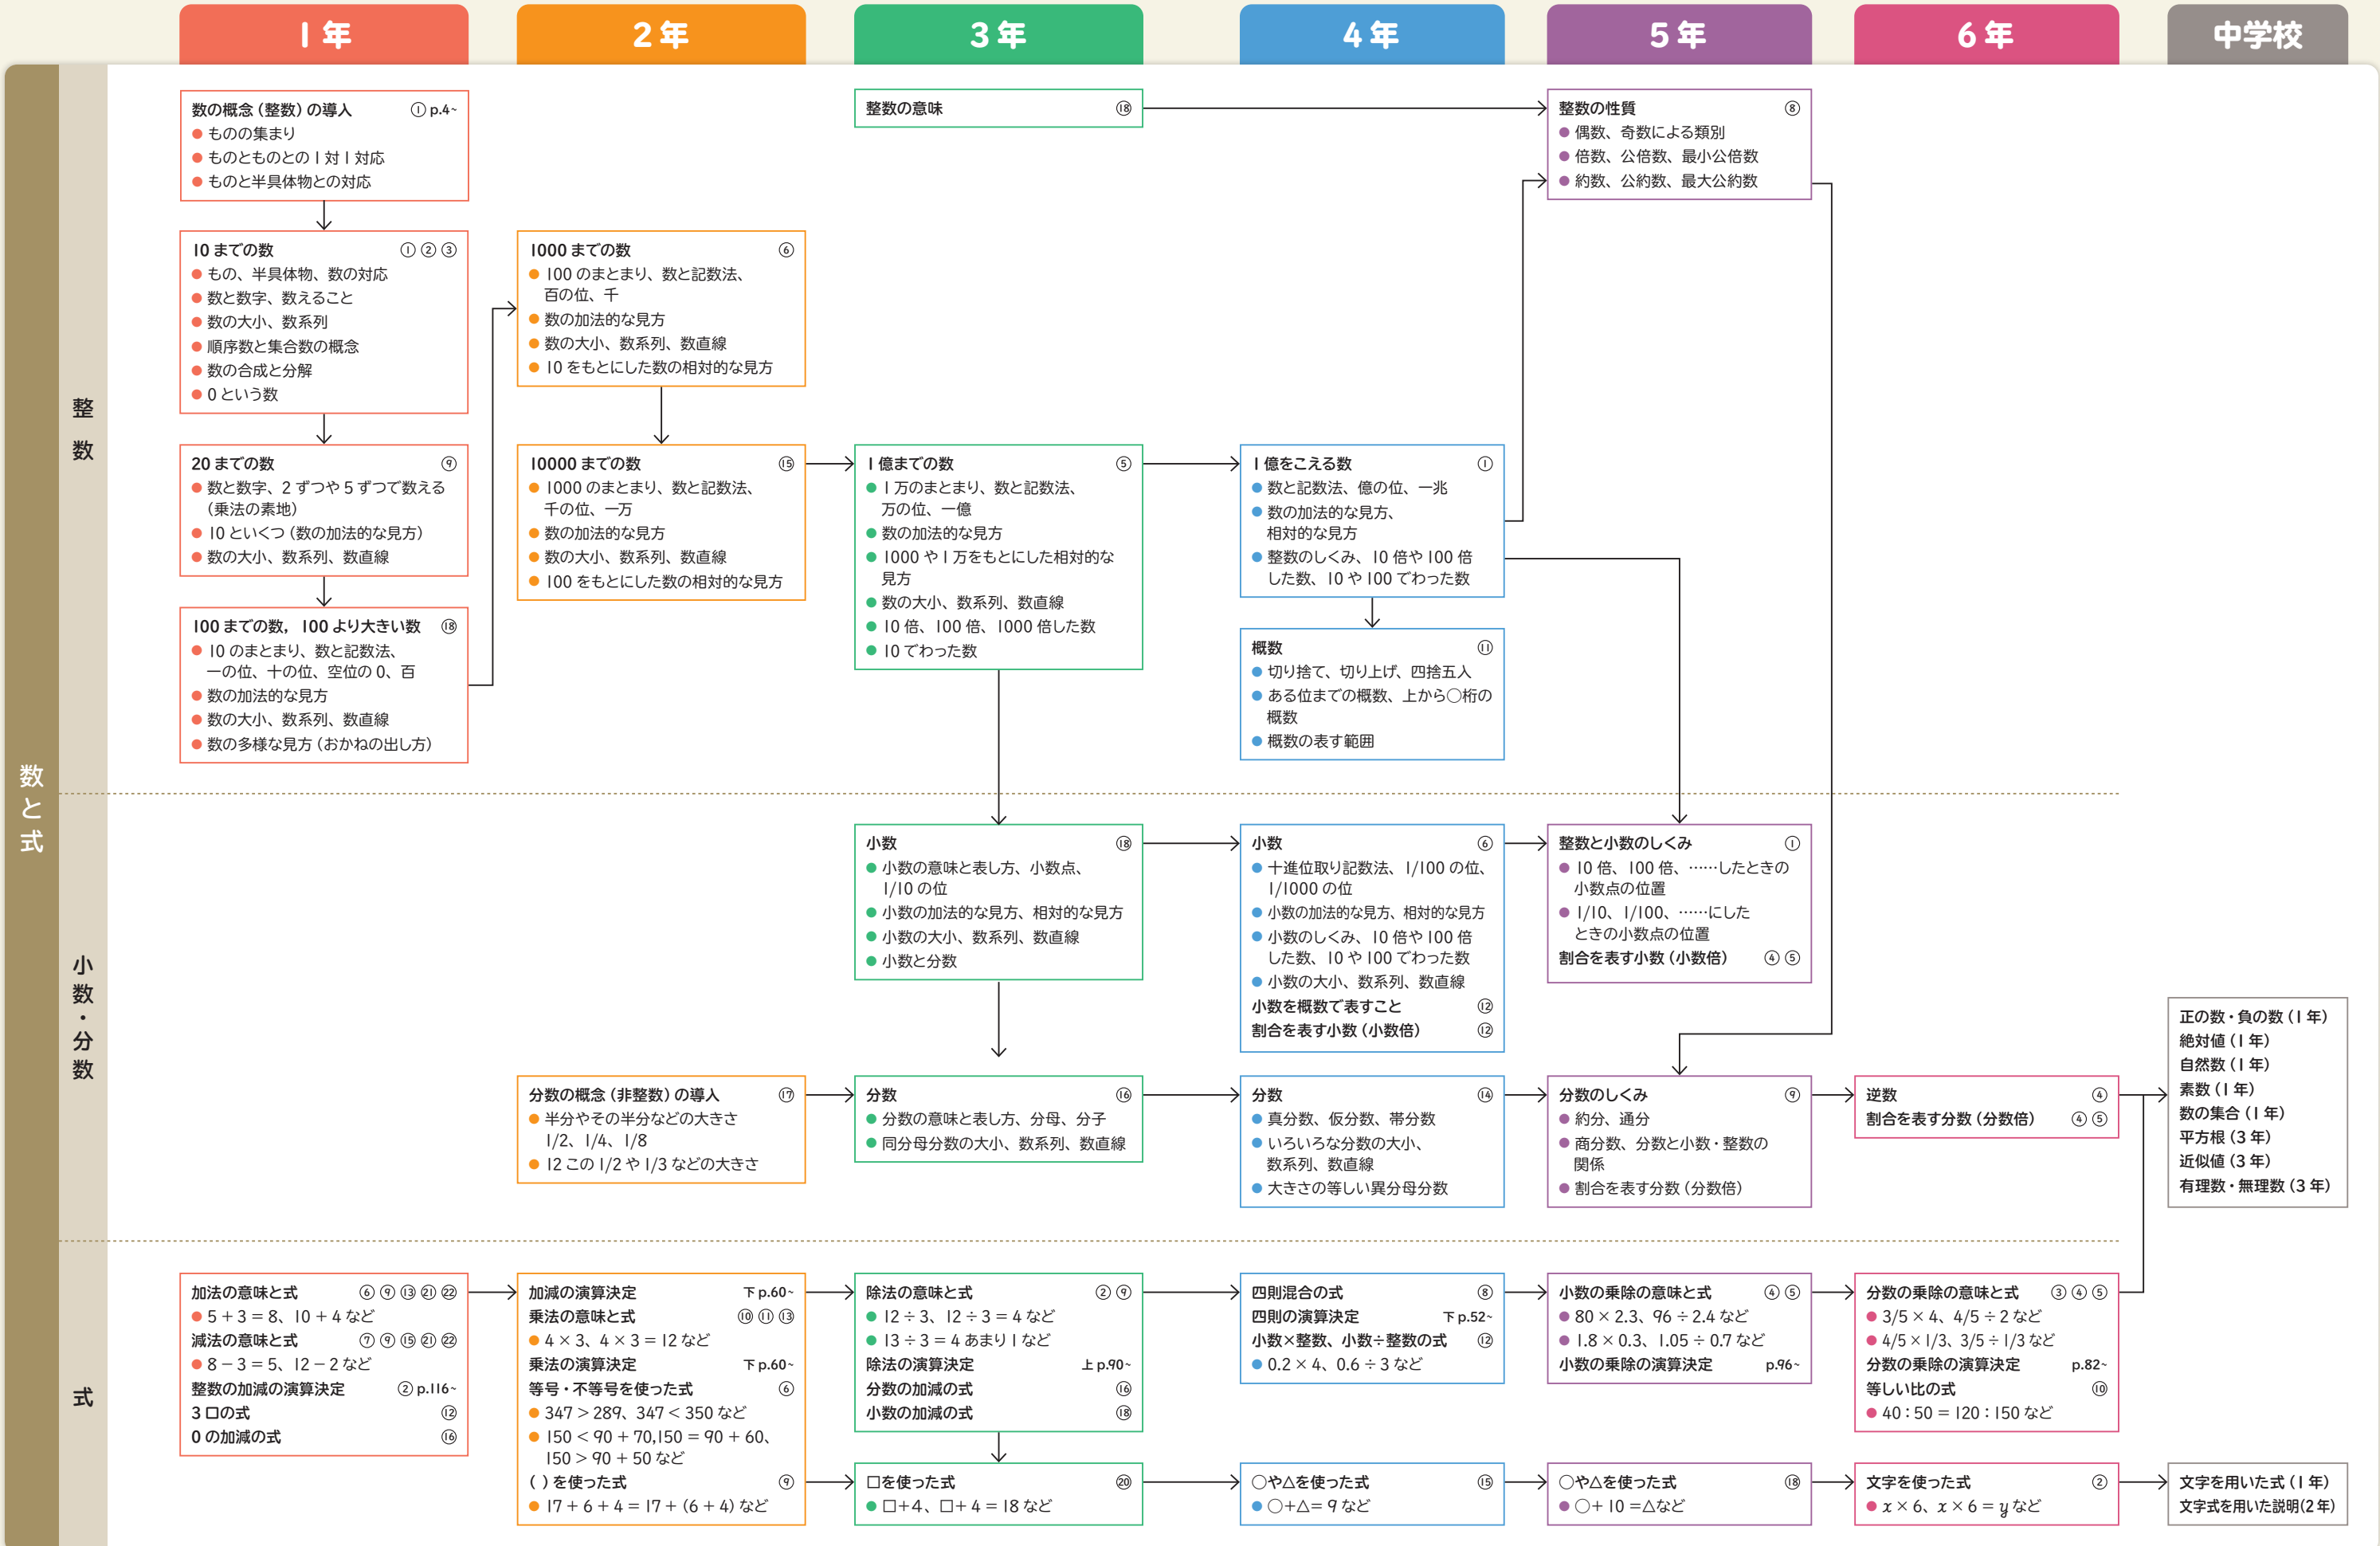 1年
2年
3年
4年
5年
6年
中学校
数と式
整数
数の概念（整数）の導入 ① p.4~
● ものの集まり
● ものとものとの1対1対応
● ものと半具体物との対応
10までの数 ① ② ③
● もの、半具体物、数の対応
● 数と数字、数えること
● 数の大小、数系列
● 順序数と集合数の概念
● 数の合成と分解
● 0という数
20までの数 ⑨
● 数と数字、2ずつや5ずつで数える
（乗法の素地）
● 10といくつ（数の加法的な見方）
● 数の大小、数系列、数直線
100までの数，100より大きい数 ⑱
● 10のまとまり、数と記数法、
一の位、十の位、空位の0、百
● 数の加法的な見方
● 数の大小、数系列、数直線
● 数の多様な見方（おかねの出し方）
1000までの数 ⑥
● 100のまとまり、数と記数法、
百の位、千
● 数の加法的な見方
● 数の大小、数系列、数直線
● 10をもとにした数の相対的な見方
10000までの数 ⑮
● 1000のまとまり、数と記数法、
千の位、一万
● 数の加法的な見方
● 数の大小、数系列、数直線
● 100をもとにした数の相対的な見方
整数の意味 ⑱
1億までの数 ⑤
● 1万のまとまり、数と記数法、
万の位、一億
● 数の加法的な見方
● 1000や1万をもとにした相対的な
見方
● 数の大小、数系列、数直線
● 10倍、100倍、1000倍した数
● 10でわった数
1億をこえる数 ①
● 数と記数法、億の位、一兆
● 数の加法的な見方、
相対的な見方
● 整数のしくみ、10倍や100倍
した数、10や100でわった数
概数 ⑪
● 切り捨て、切り上げ、四捨五入
● ある位までの概数、上から○桁の
概数
● 概数の表す範囲
整数の性質 ⑧
● 偶数、奇数による類別
● 倍数、公倍数、最小公倍数
● 約数、公約数、最大公約数
小数・分数
小数 ⑱
● 小数の意味と表し方、小数点、
1/10の位
● 小数の加法的な見方、相対的な見方
● 小数の大小、数系列、数直線
● 小数と分数
小数 ⑥
● 十進位取り記数法、1/100の位、
1/1000の位
● 小数の加法的な見方、相対的な見方
● 小数のしくみ、10倍や100倍
した数、10や100でわった数
● 小数の大小、数系列、数直線
小数を概数で表すこと ⑫
割合を表す小数（小数倍） ⑫
整数と小数のしくみ ①
● 10倍、100倍、……したときの
小数点の位置
● 1/10、1/100、……にした
ときの小数点の位置
割合を表す小数（小数倍） ④ ⑤
分数の概念（非整数）の導入 ⑰
● 半分やその半分などの大きさ
1/2、1/4、1/8
● 12この1/2や1/3などの大きさ
分数 ⑯
● 分数の意味と表し方、分母、分子
● 同分母分数の大小、数系列、数直線
分数 ⑭
● 真分数、仮分数、帯分数
● いろいろな分数の大小、
数系列、数直線
● 大きさの等しい異分母分数
分数のしくみ ⑨
● 約分、通分
● 商分数、分数と小数・整数の
関係
● 割合を表す分数（分数倍）
逆数 ④
割合を表す分数（分数倍） ④ ⑤
正の数・負の数（1年）
絶対値（1年）
自然数（1年）
素数（1年）
数の集合（1年）
平方根（3年）
近似値（3年）
有理数・無理数（3年）
式
加法の意味と式 ⑥ ⑨ ⑬ ㉑ ㉒
● 5＋3＝8、10＋4など
減法の意味と式 ⑦ ⑨ ⑮ ㉑ ㉒
● 8－3＝5、12－2など
整数の加減の演算決定 ② p.116~
3口の式 ⑫
0の加減の式 ⑯
加減の演算決定 下 p.60~
乗法の意味と式 ⑩ ⑪ ⑬
● 4×3、4×3＝12など
乗法の演算決定 下 p.60~
等号・不等号を使った式 ⑥
● 347＞289、347＜350など
● 150＜90＋70,150＝90＋60、
150＞90＋50など
( )を使った式 ⑨
● 17＋6＋4＝17＋(6＋4)など
除法の意味と式 ② ⑨
● 12÷3、12÷3＝4など
● 13÷3＝4あまり1など
除法の演算決定 上 p.90~
分数の加減の式 ⑯
小数の加減の式 ⑱
□を使った式 ⑳
● □＋4、□＋4＝18など
四則混合の式 ⑧
四則の演算決定 下 p.52~
小数×整数、小数÷整数の式 ⑫
● 0.2×4、0.6÷3など
○や△を使った式 ⑮
● ○＋△＝9など
小数の乗除の意味と式 ④ ⑤
● 80×2.3、96÷2.4など
● 1.8×0.3、1.05÷0.7など
小数の乗除の演算決定 p.96~
○や△を使った式 ⑱
● ○＋10＝△など
分数の乗除の意味と式 ③ ④ ⑤
● 3/5×4、4/5÷2など
● 4/5×1/3、3/5÷1/3など
分数の乗除の演算決定 p.82~
等しい比の式 ⑩
● 40：50＝120：150など
文字を使った式 ②
● x×6、x×6＝yなど
文字を用いた式（1年）
文字式を用いた説明(2年)